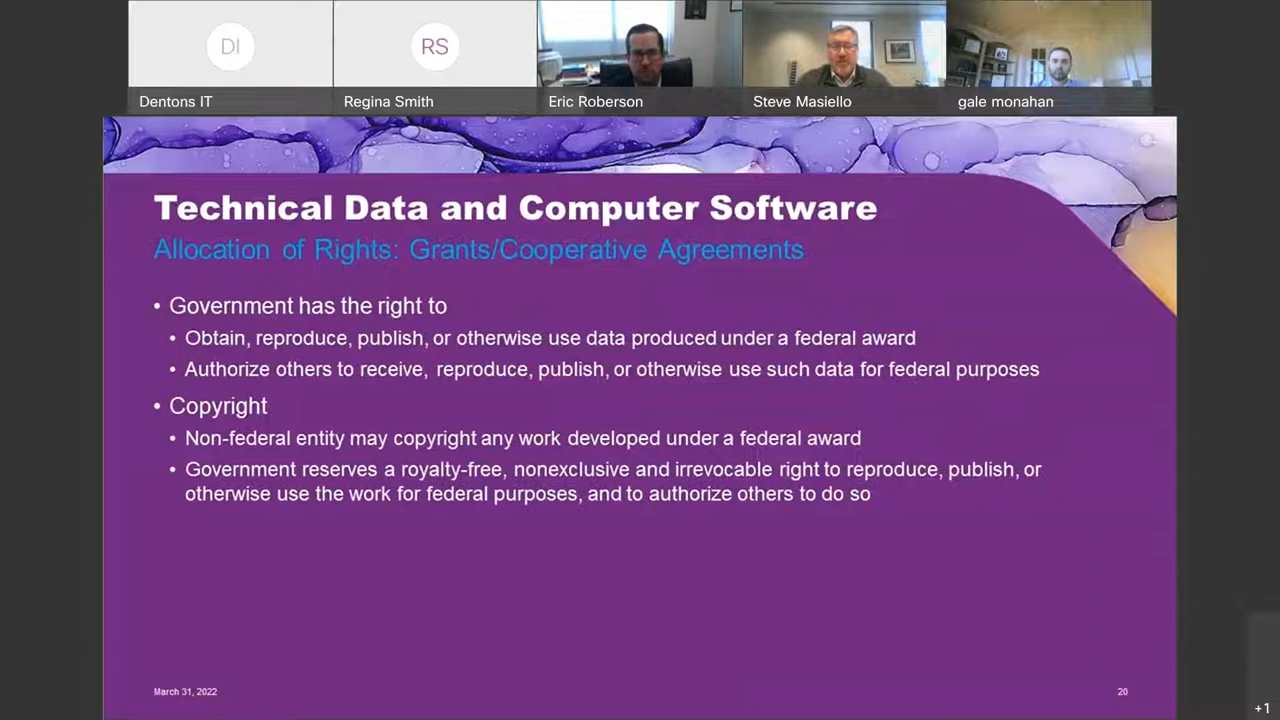 DI
RS
Dentons IT
Regina Smith
Eric Roberson
Steve Masiello
gale monahan
Technical Data and Computer Software
Allocation of Rights: Grants/Cooperative Agreements
• Government has the right to
• Obtain, reproduce, publish, or otherwise use data produced under a federal award
• Authorize others to receive, reproduce, publish, or otherwise use such data for federal purposes
• Copyright
• Non-federal entity may copyright any work developed under a federal award
• Government reserves a royalty-free, nonexclusive and irrevocable right to reproduce, publish, or
otherwise use the work for federal purposes, and to authorize others to do so
March 31, 2022
20
+1